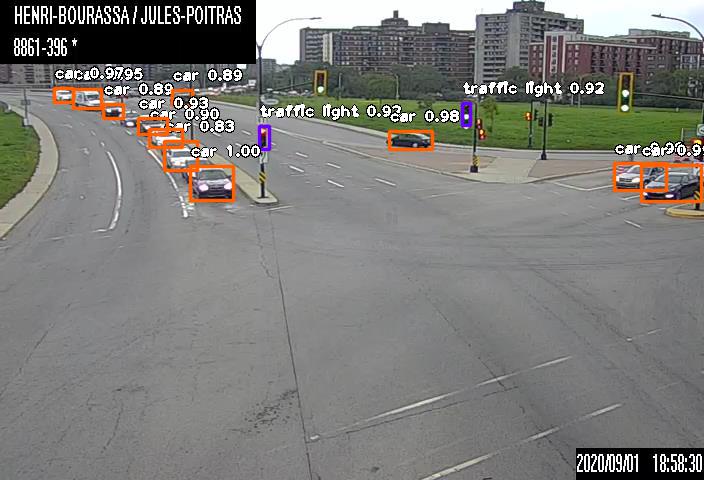 HENRI-BOURASSA / JULES-POITRAS
8861-396 *
car 0.89
traffic light 0.92
car 0.89
car 0.93
car 0.90
traffic light 0.92
car 0.98
car 0.83
car 1.00
2020/09/01 18:58:30